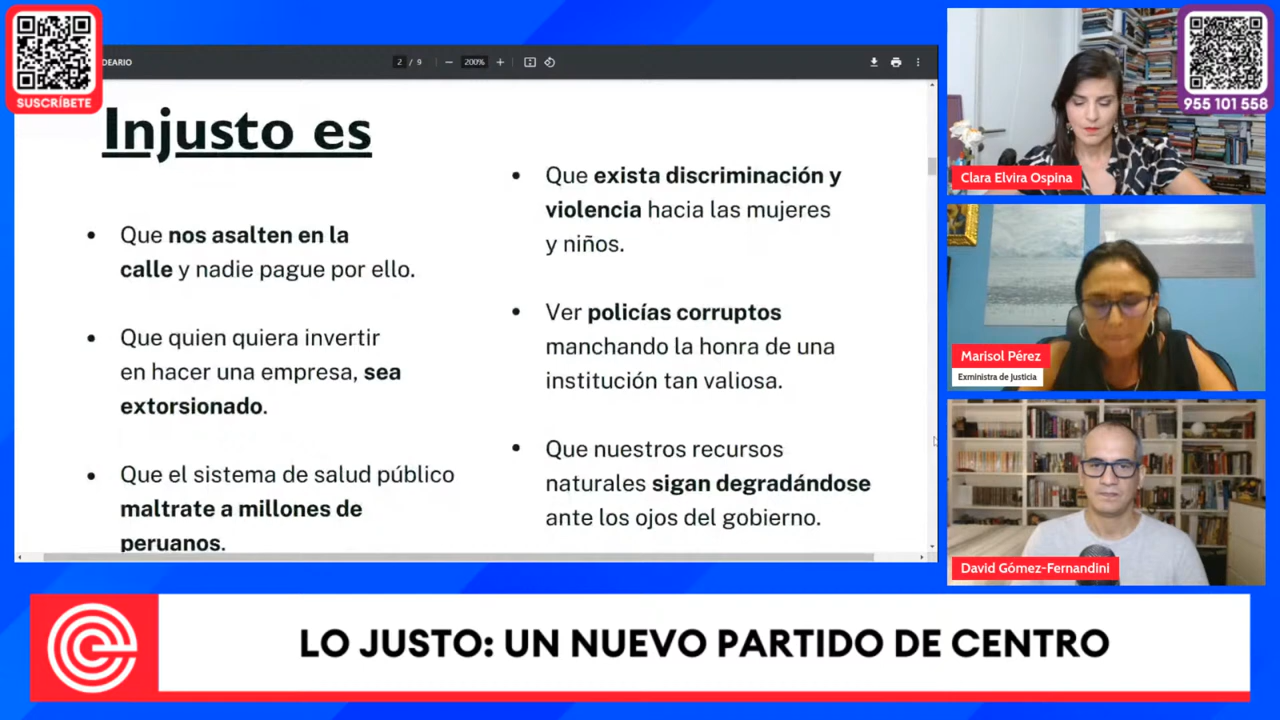 SUSCRÍBETE
DEARIO
2 / 9
200%
Injusto es
Que nos asalten en la
calle y nadie pague por ello.
Que quien quiera invertir
en hacer una empresa, sea
extorsionado.
Que el sistema de salud público
maltrate a millones de
peruanos.
Que exista discriminación y
violencia hacia las mujeres
y niños.
Ver policías corruptos
manchando la honra de una
institución tan valiosa.
Que nuestros recursos
naturales sigan degradándose
ante los ojos del gobierno.
955 101 558
Clara Elvira Ospina
Marisol Pérez
Exministra de Justicia
David Gómez-Fernandini
LO JUSTO: UN NUEVO PARTIDO DE CENTRO